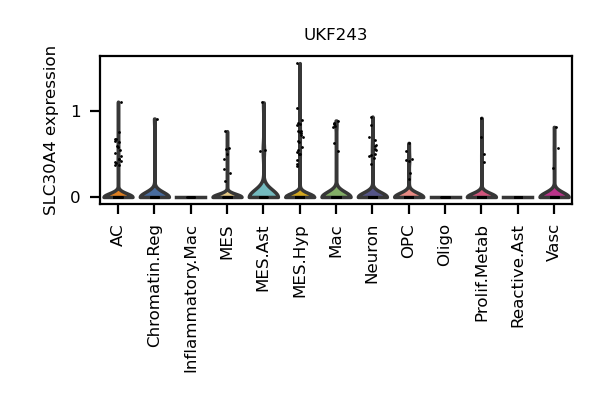 UKF243
SLC30A4 expression
1
0
AC
Chromatin.Reg
Inflammatory.Mac
MES
MES.Ast
MES.Hyp
Mac
Neuron
OPC
Oligo
Prolif.Metab
Reactive.Ast
Vasc